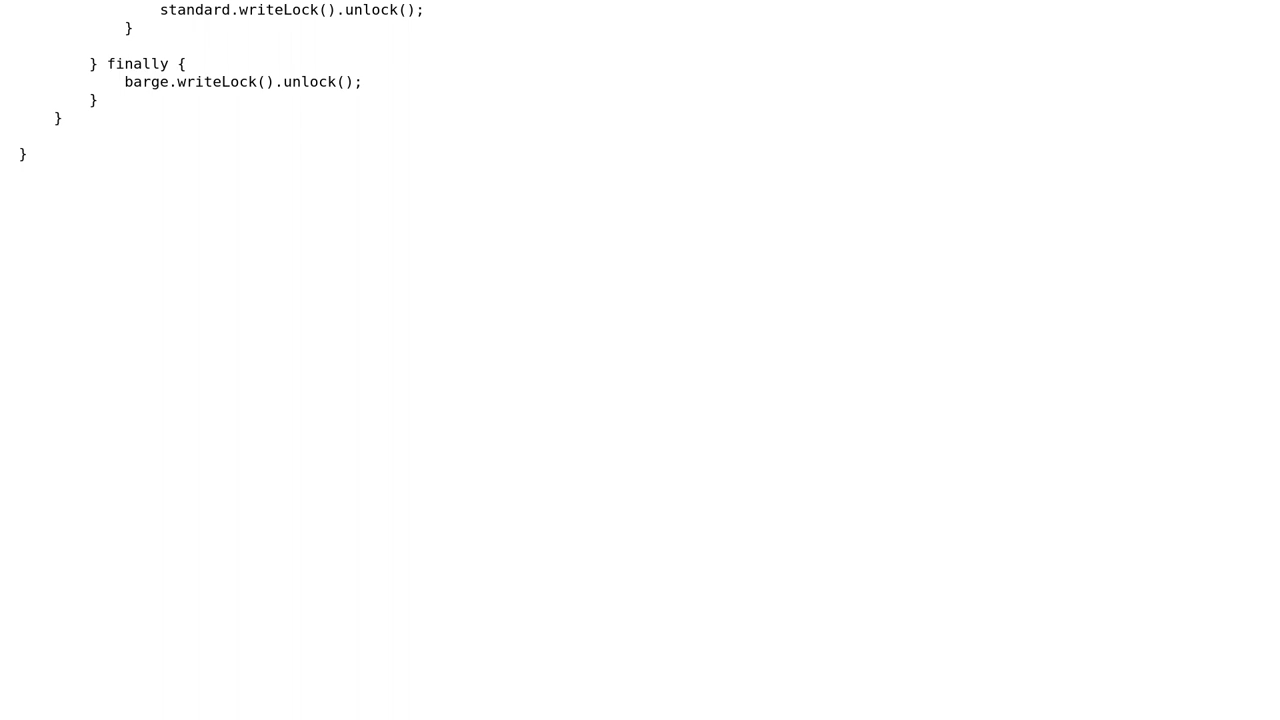 standard.writeLock().unlock();
            }

        } finally {
            barge.writeLock().unlock();
        }
    }

}